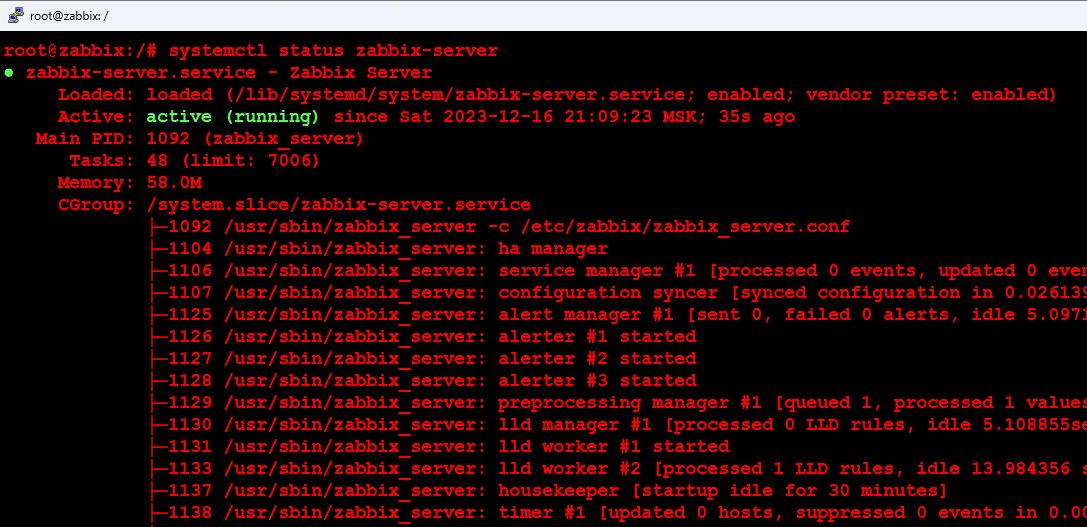 root@zabbix: /
root@zabbix:/# systemctl status zabbix-server
● zabbix-server.service - Zabbix Server
Loaded: loaded (/lib/systemd/system/zabbix-server.service; enabled; vendor preset: enabled)
Active: active (running) since Sat 2023-12-16 21:09:23 MSK; 35s ago
Main PID: 1092 (zabbix_server)
Tasks: 48 (limit: 7006)
Memory: 58.0M
CGroup: /system.slice/zabbix-server.service
├─1092 /usr/sbin/zabbix_server -c /etc/zabbix/zabbix_server.conf
├─1104 /usr/sbin/zabbix_server: ha manager
├─1106 /usr/sbin/zabbix_server: service manager #1 [processed 0 events, updated 0 even
├─1107 /usr/sbin/zabbix_server: configuration syncer [synced configuration in 0.026139
├─1125 /usr/sbin/zabbix_server: alert manager #1 [sent 0, failed 0 alerts, idle 5.0971
├─1126 /usr/sbin/zabbix_server: alerter #1 started
├─1127 /usr/sbin/zabbix_server: alerter #2 started
├─1128 /usr/sbin/zabbix_server: alerter #3 started
├─1129 /usr/sbin/zabbix_server: preprocessing manager #1 [queued 1, processed 1 values
├─1130 /usr/sbin/zabbix_server: lld manager #1 [processed 0 LLD rules, idle 5.108855se
├─1131 /usr/sbin/zabbix_server: lld worker #1 started
├─1133 /usr/sbin/zabbix_server: lld worker #2 [processed 1 LLD rules, idle 13.984356 s
├─1137 /usr/sbin/zabbix_server: housekeeper [startup idle for 30 minutes]
├─1138 /usr/sbin/zabbix_server: timer #1 [updated 0 hosts, suppressed 0 events in 0.00